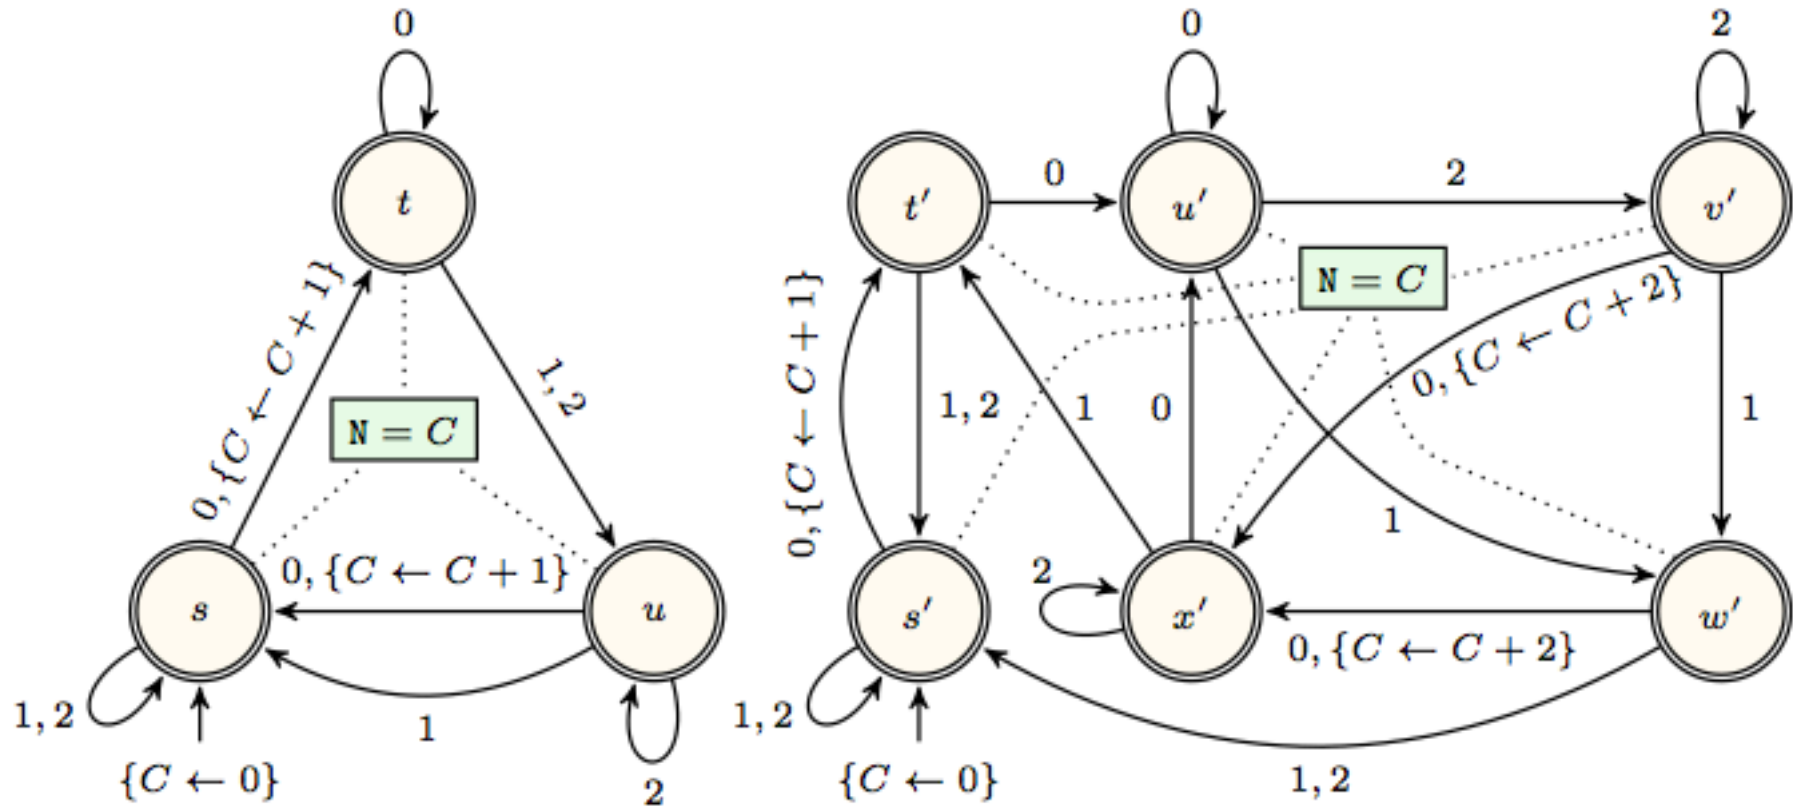 0 0 2
t t′ 0 u′ 2 v′
N = C
0, {C ← C + 1} 1, 2 N = C 0, {C ← C + 1} 1, 2 1 0 0, {C ← C + 2} 1
1
0, {C ← C + 1} 2
s u s′ x′ w′
0, {C ← C + 2}
1, 2 1 1, 2
{C ← 0} 2 {C ← 0} 1, 2